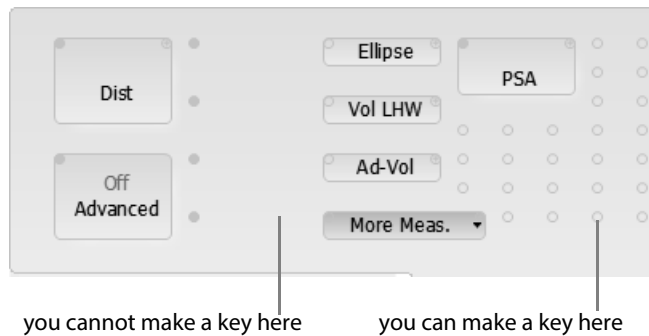 Ellipse
PSA
Dist
Vol LHW
Ad-Vol
Off
Advanced
More Meas.
you cannot make a key here
you can make a key here